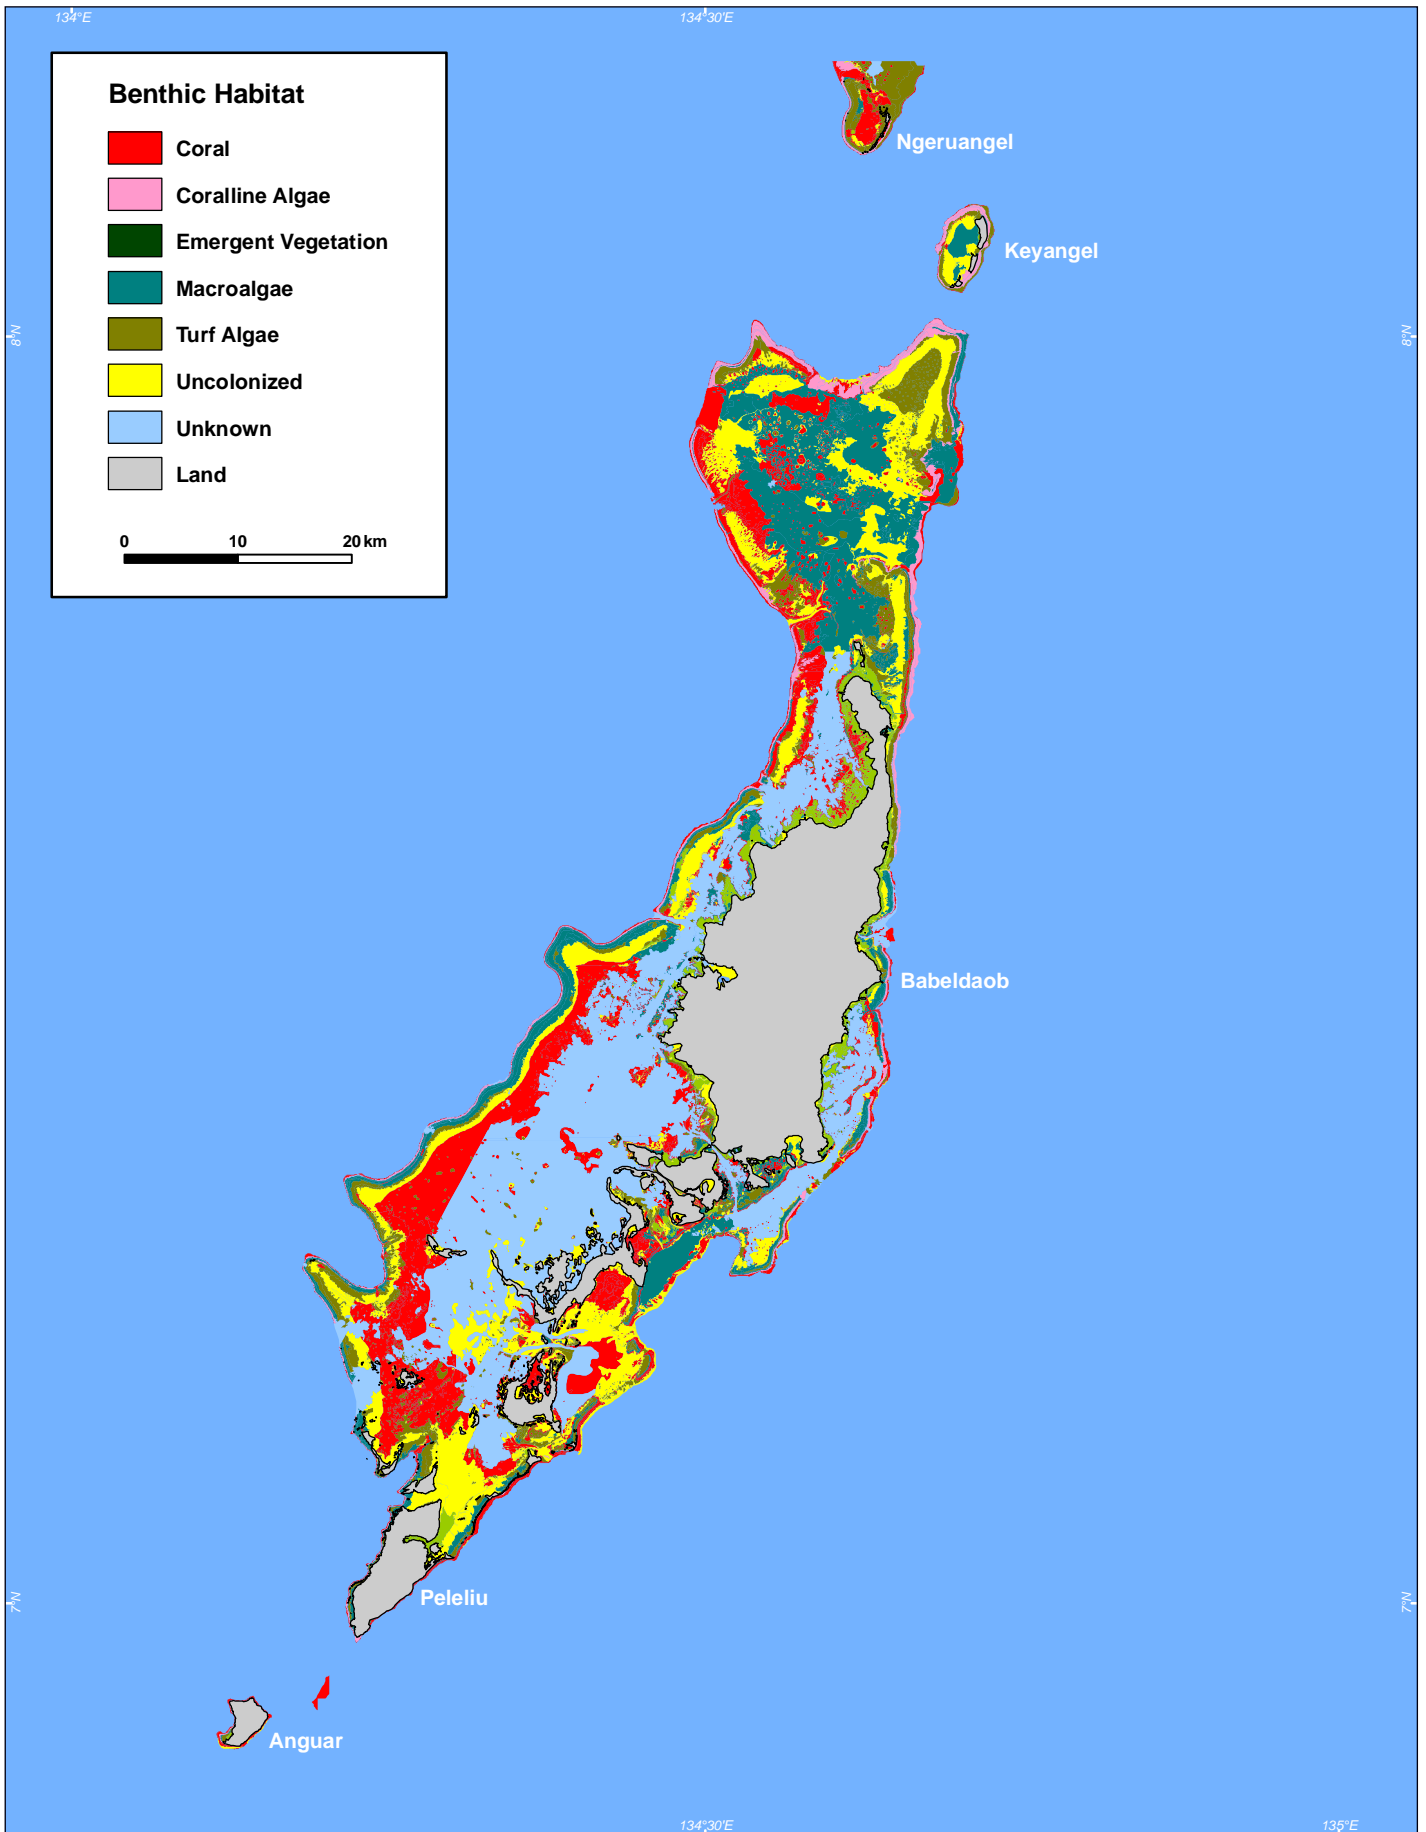 134°E
134°30'E
Benthic Habitat
Coral
Coralline Algae
Emergent Vegetation
Macroalgae
Turf Algae
Uncolonized
Unknown
Land
0 10 20 km
Ngeruangel
Keyangel
8°N
8°N
Babeldaob
7°N
7°N
Peleliu
Anguar
134°30'E
135°E